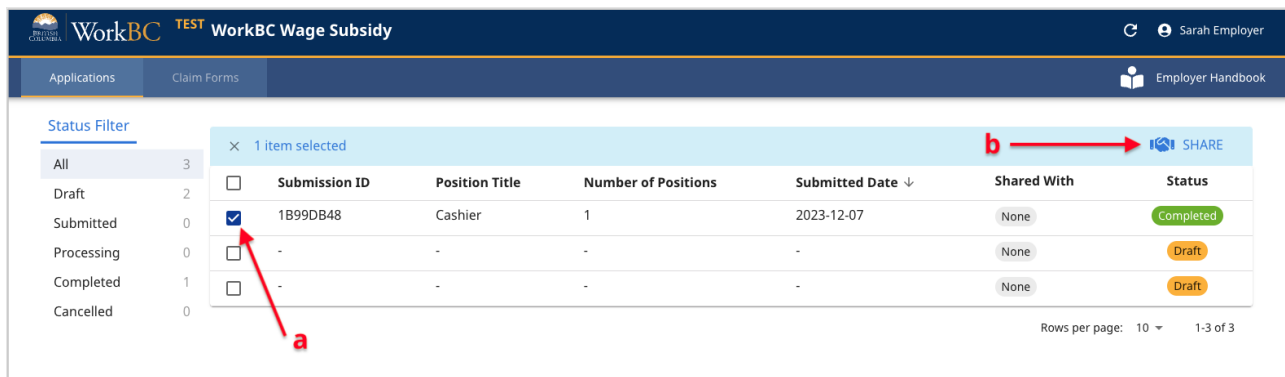 BRITISH COLUMBIA WorkBC TEST WorkBC Wage Subsidy Sarah Employer
Applications Claim Forms Employer Handbook
Status Filter
All 3
Draft 2
Submitted 0
Processing 0
Completed 1
Cancelled 0
1 item selected b SHARE
Submission ID Position Title Number of Positions Submitted Date Shared With Status
1B99DB48 Cashier 1 2023-12-07 None Completed
- - - - None Draft
- - - - None Draft
a
Rows per page: 10 1-3 of 3